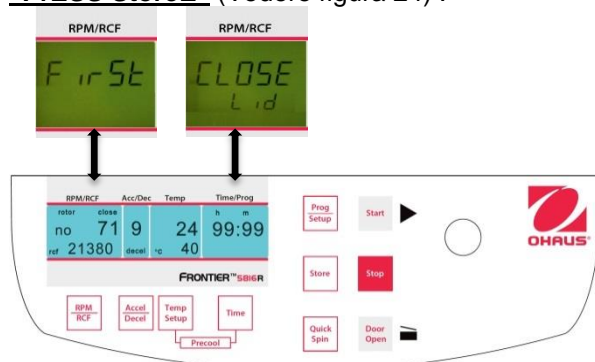 (Vedere figura 24) :
RPM/RCF RPM/RCF
FirSt CLOSE
Lid
RPM/RCF Acc/Dec Temp Time/Prog
rotor close h m
no 71 9 24 99:99
21380 decel °C 40
FRONTIER™ 5816R
RPM
RCF
Accel
Decel
Temp
Setup
Time
Precool
Prog
Setup
Start
Store
Stop
Quick
Spin
Door
Open
OHAUS®